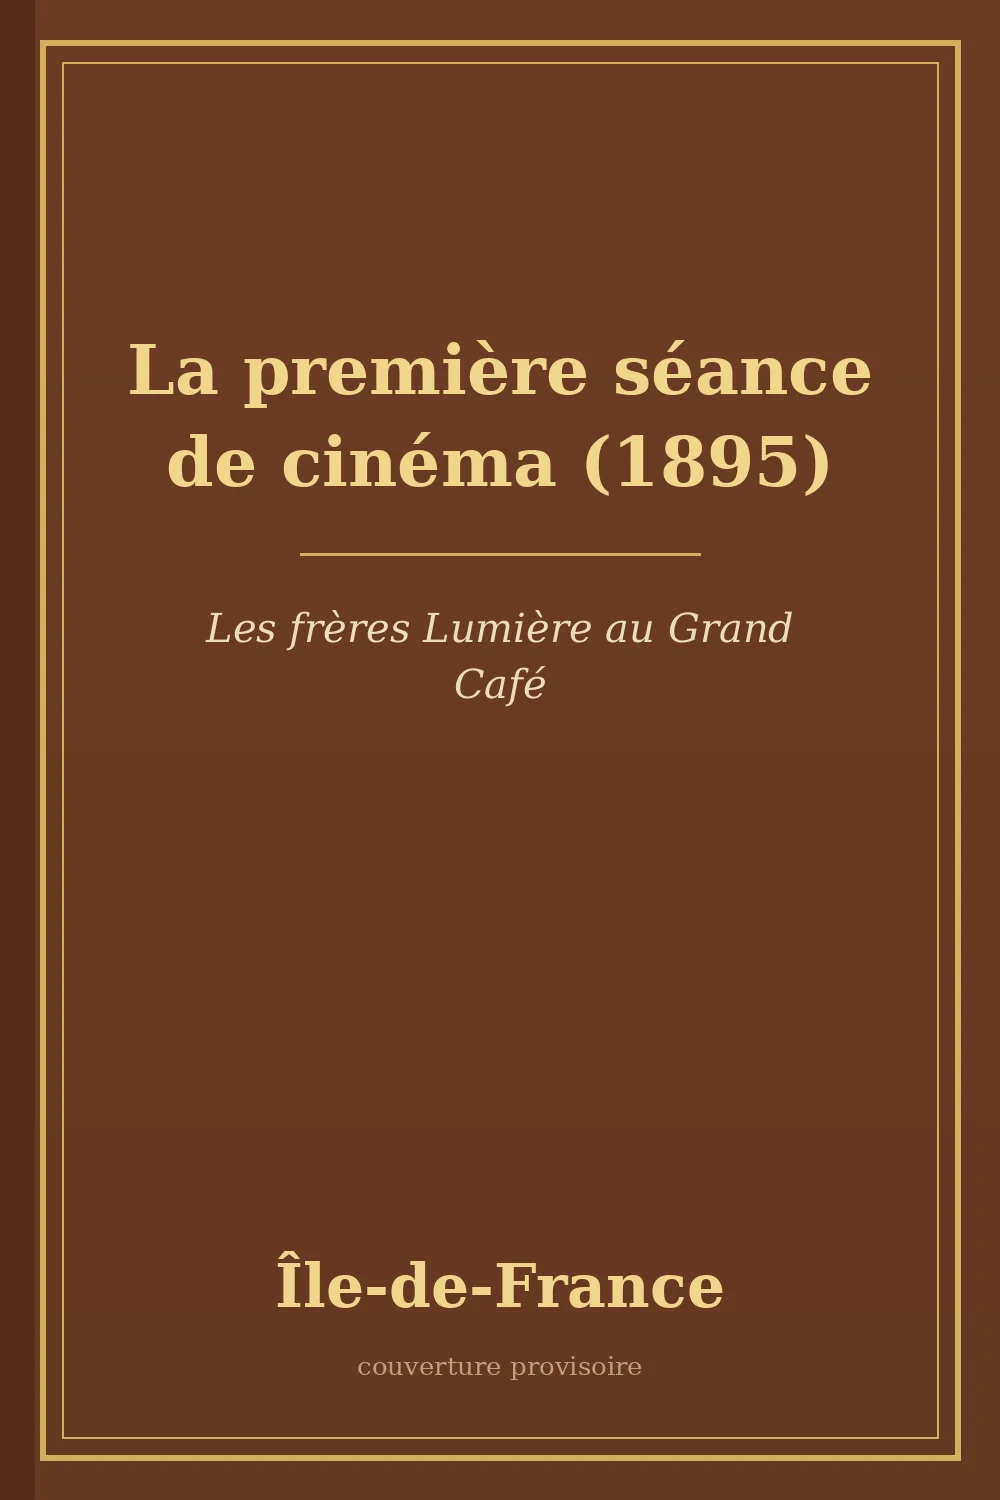 La première séance
de cinéma (1895)
Les frères Lumière au Grand
Café
Île-de-France
couverture provisoire